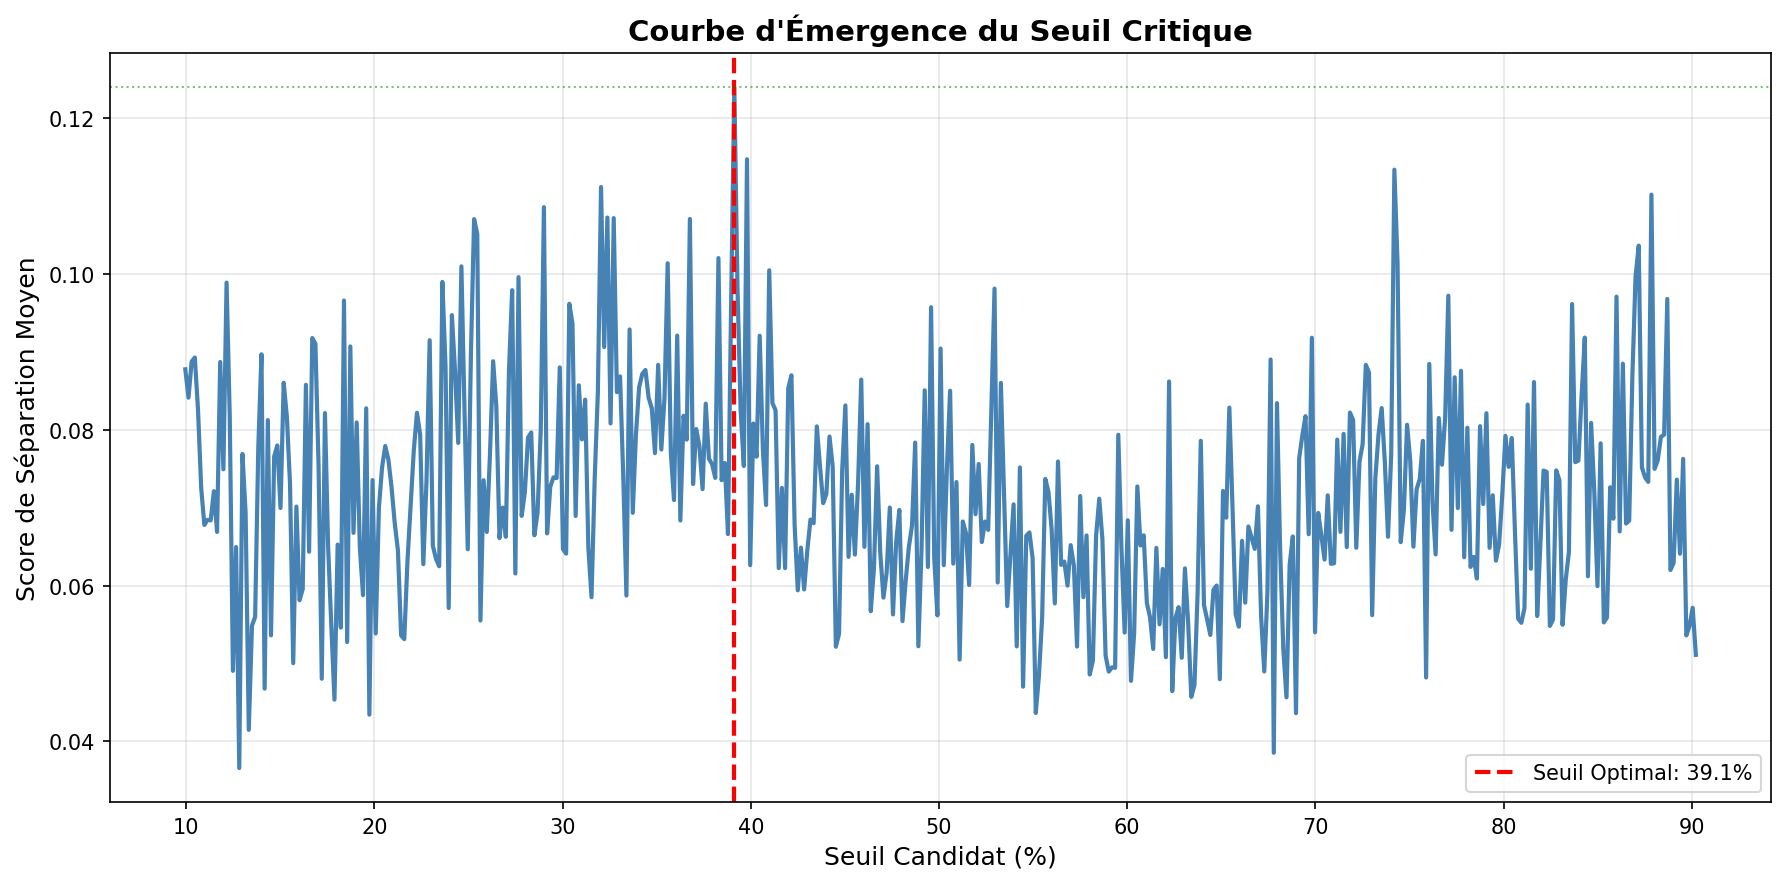 Courbe d'Émergence du Seuil Critique
Score de Séparation Moyen
0.12
0.10
0.08
0.06
0.04
Seuil Optimal: 39.1%
10 20 30 40 50 60 70 80 90
Seuil Candidat (%)